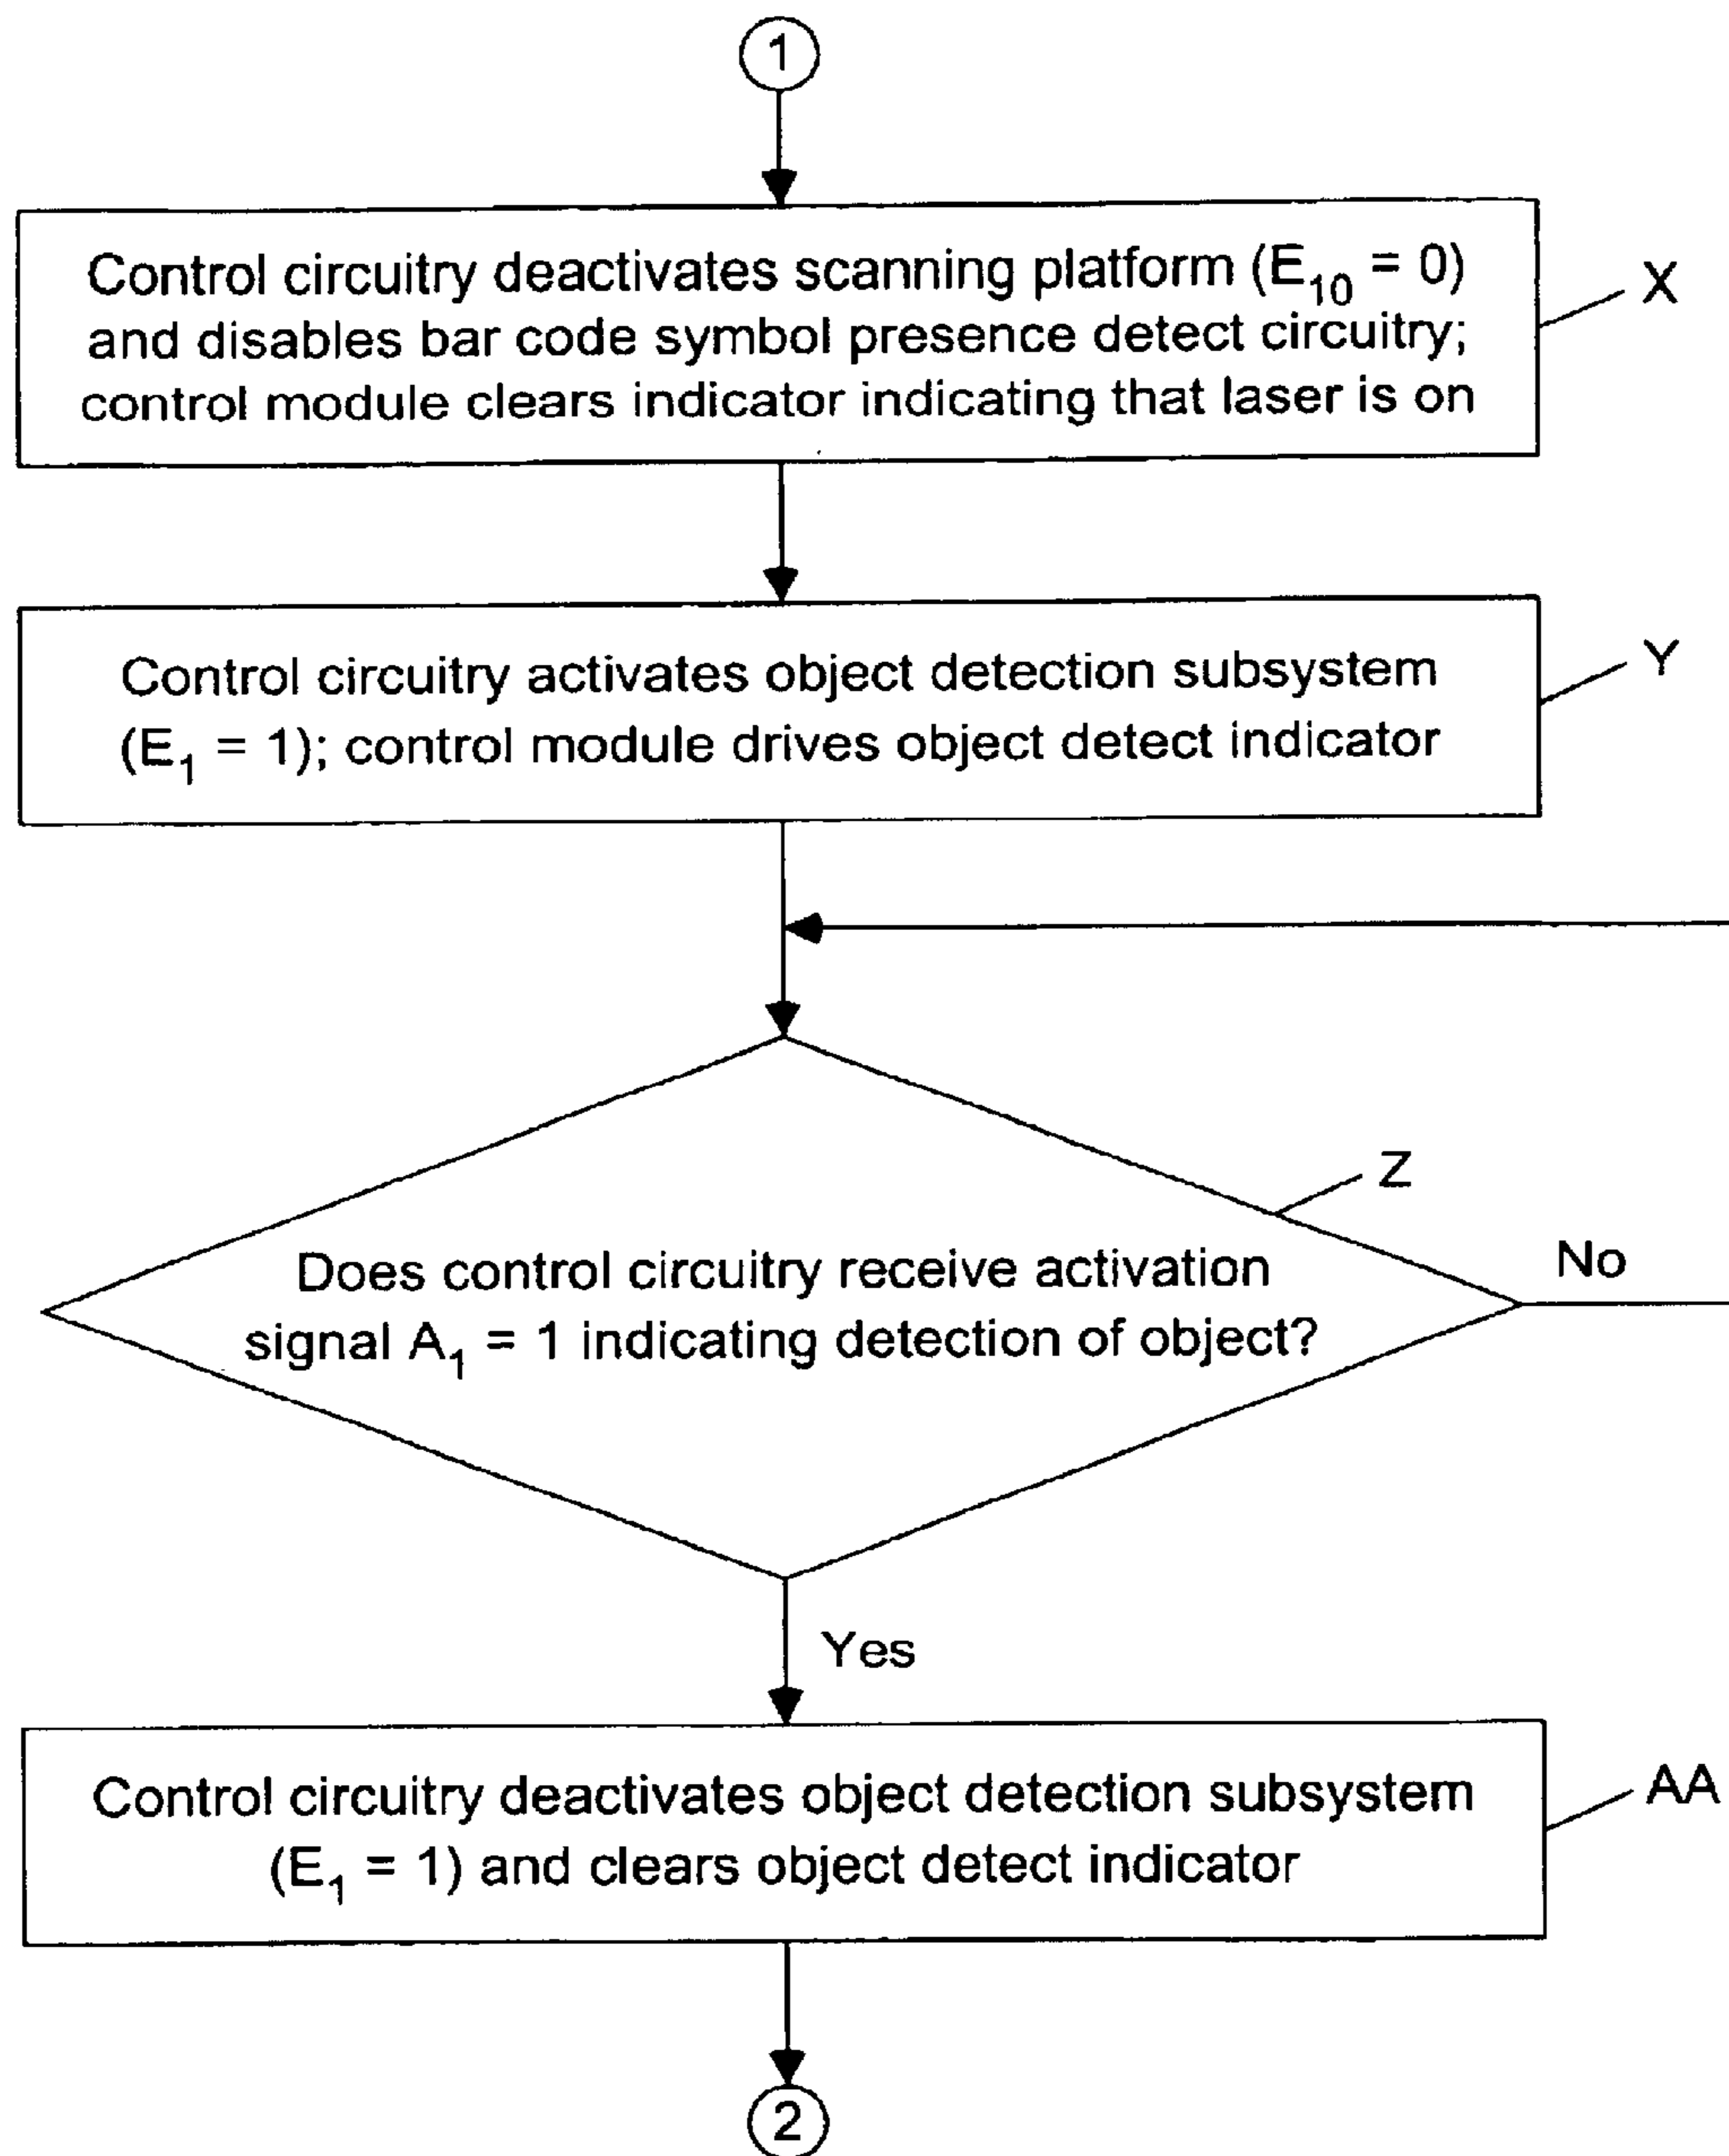 1
Control circuitry deactivates scanning platform (E₁₀ = 0)
and disables bar code symbol presence detect circuitry;
control module clears indicator indicating that laser is on
X
Control circuitry activates object detection subsystem
(E₁ = 1); control module drives object detect indicator
Y
Z
Does control circuitry receive activation
signal A₁ = 1 indicating detection of object?
No
Yes
Control circuitry deactivates object detection subsystem
(E₁ = 1) and clears object detect indicator
AA
2